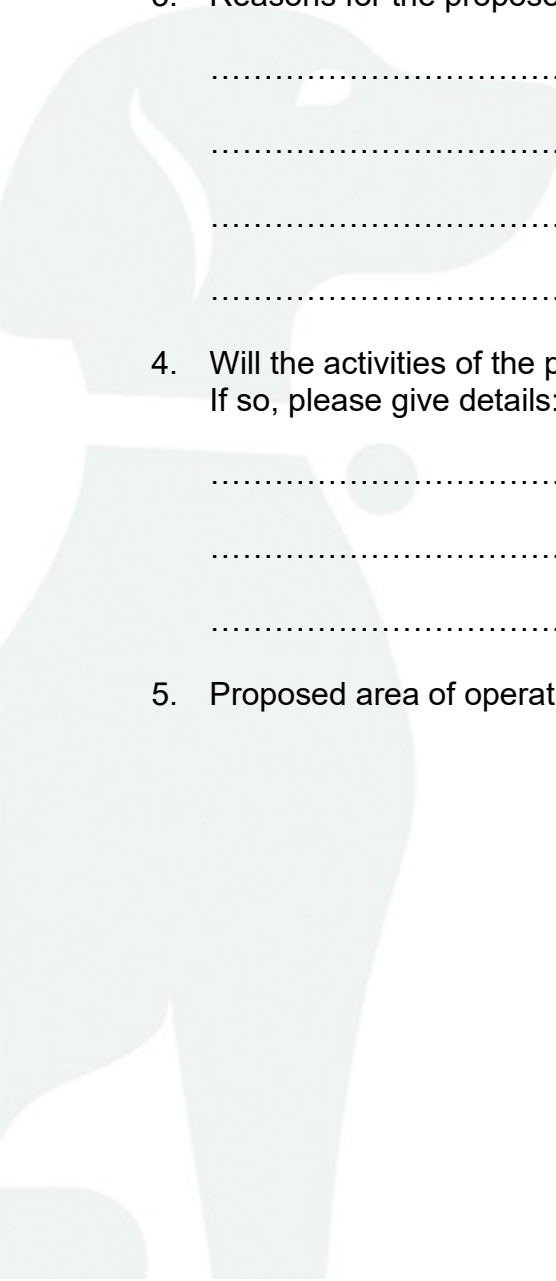 Reasons for the propose
……………………………
……………………………
……………………………
……………………………
4. Will the activities of the p
If so, please give details:
……………………………
……………………………
……………………………
5. Proposed area of operat